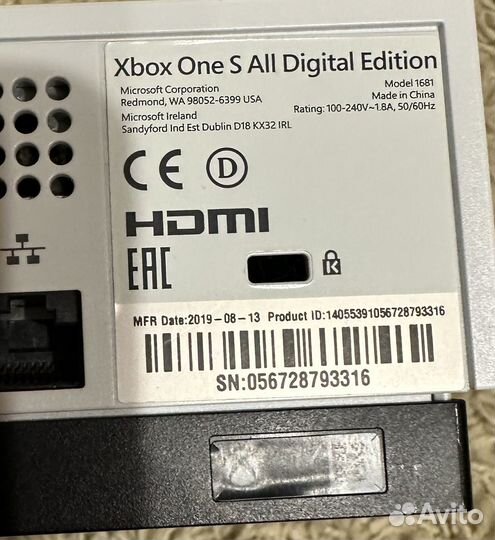 Xbox One S All Digital Edition
Microsoft Corporation
Redmond, WA 98052-6399 USA
Microsoft Ireland
Sandyford Ind Est Dublin D18 KX32 IRL
Model 1681
Made in China
Rating: 100-240V~1.8A, 50/60Hz
CE D
HDMI
EAC
K
MFR Date:2019-08-13 Product ID:14055391056728793316
SN:056728793316
Avito